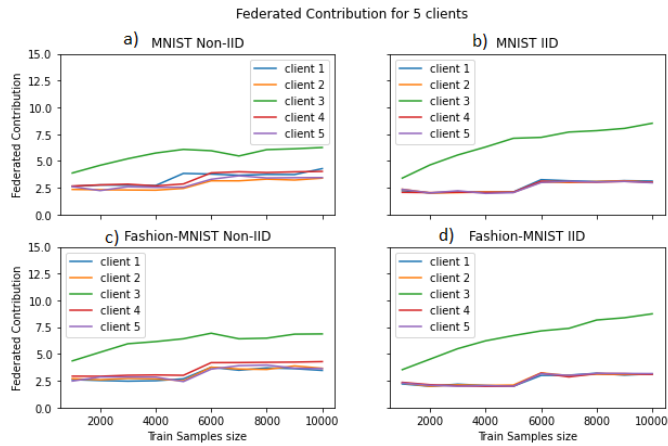 Federated Contribution for 5 clients
a)
MNIST Non-IID
Federated Contribution
15.0
12.5
10.0
7.5
5.0
2.5
0.0
client 1
client 2
client 3
client 4
client 5
b)
MNIST IID
client 1
client 2
client 3
client 4
client 5
c)
Fashion-MNIST Non-IID
Federated Contribution
15.0
12.5
10.0
7.5
5.0
2.5
0.0
client 1
client 2
client 3
client 4
client 5
2000 4000 6000 8000 10000
Train Samples size
d)
Fashion-MNIST IID
client 1
client 2
client 3
client 4
client 5
2000 4000 6000 8000 10000
Train Samples size